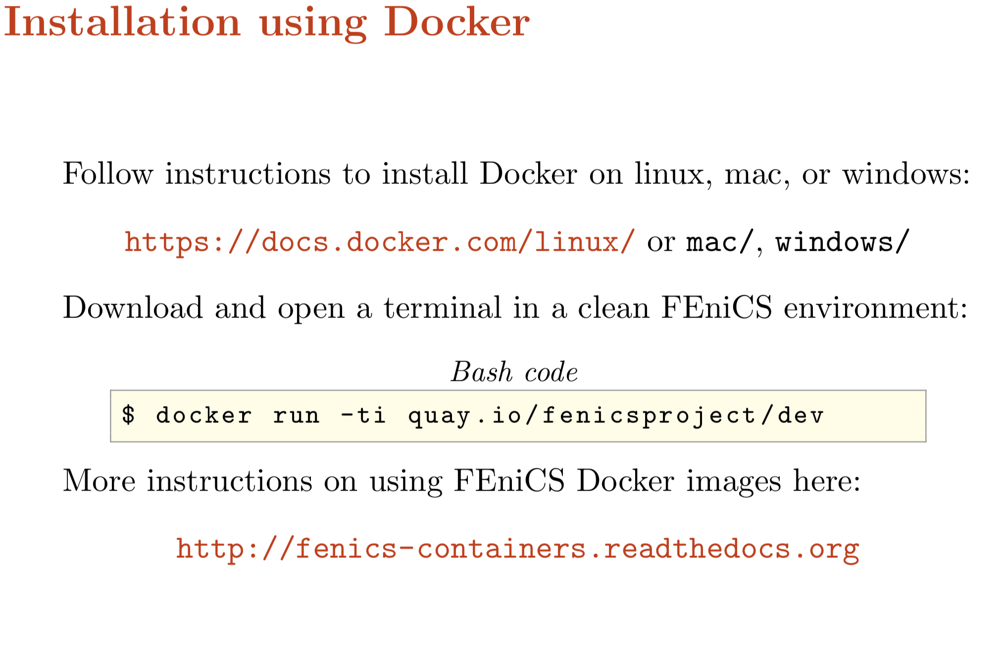 Installation using Docker
Follow instructions to install Docker on linux, mac, or windows:
https://docs.docker.com/linux/ or mac/, windows/
Download and open a terminal in a clean FEniCS environment:
Bash code
$ docker run -ti quay.io/fenicsproject/dev
More instructions on using FEniCS Docker images here:
http://fenics-containers.readthedocs.org